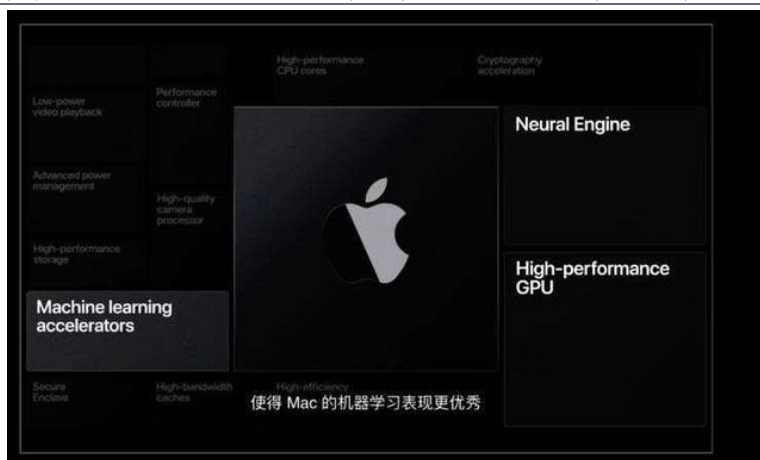 High-performance
CPU cores
Cryptography
acceleration
Low-power
video playback
Performance
controller
Neural Engine
Advanced power
management
High-quality
camera
processor
High-performance
storage
High-performance
GPU
Machine learning
accelerators
Secure
Enclave
High-bandwidth
caches
High-efficiency
使得 Mac 的机器学习表现更优秀